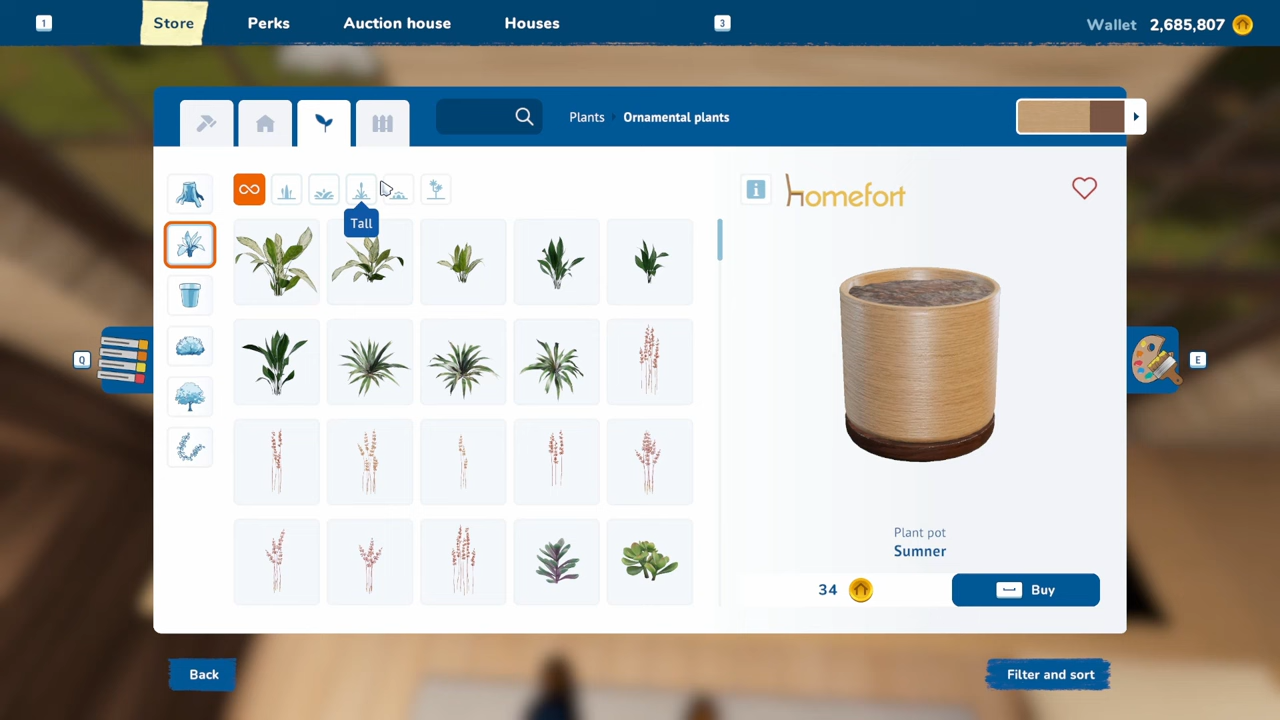 1
Store
Perks
Auction house
Houses
3
Wallet 2,685,807
Plants
Ornamental plants
Tall
homefort
Q
E
Plant pot
Sumner
34
Buy
Back
Filter and sort